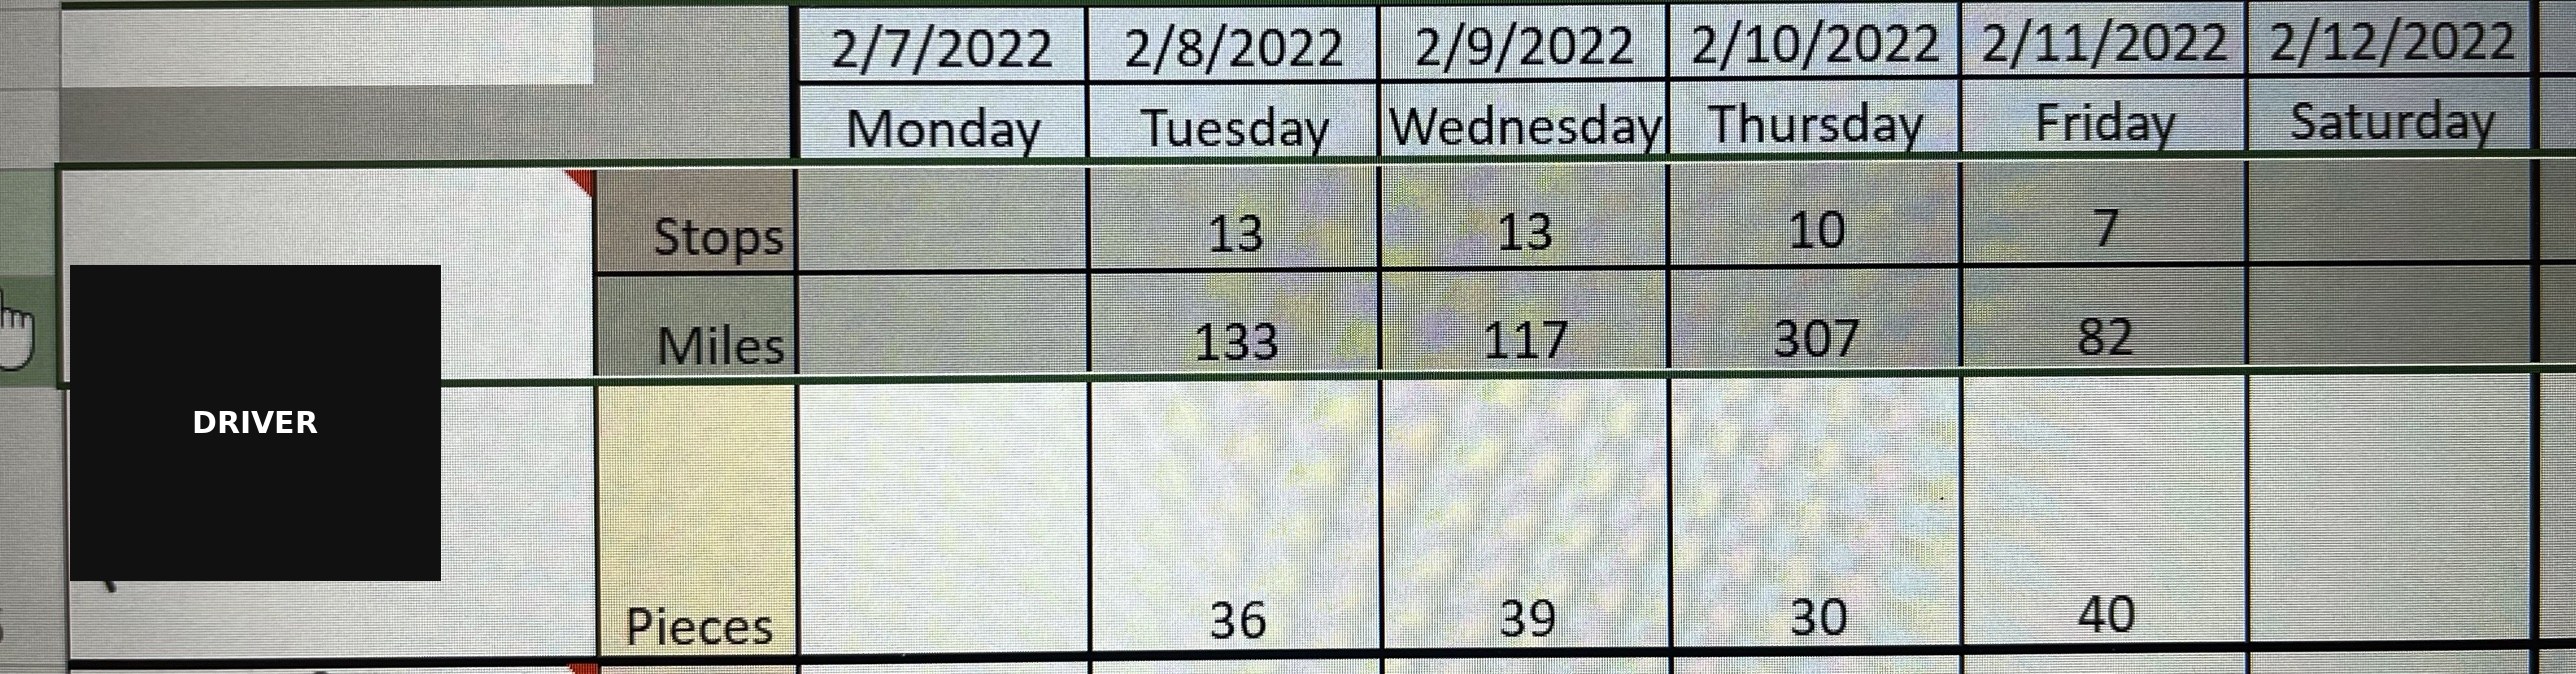 2/7/2022 2/8/2022 2/9/2022 2/10/2022 2/11/2022 2/12/2022
Monday Tuesday Wednesday Thursday Friday Saturday
Stops 13 13 10 7
Miles 133 117 307 82
DRIVER
Pieces 36 39 30 40